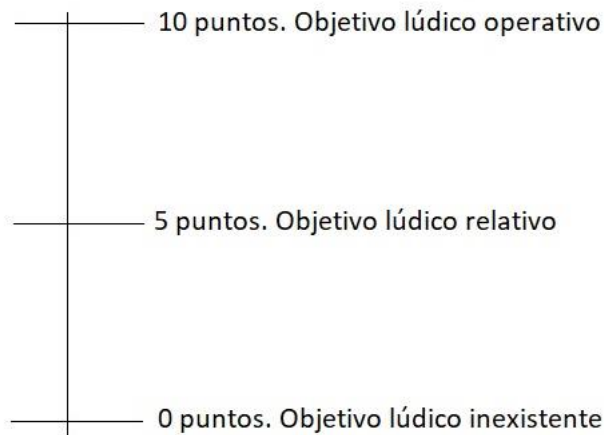 10 puntos. Objetivo lúdico operativo
5 puntos. Objetivo lúdico relativo
0 puntos. Objetivo lúdico inexistente